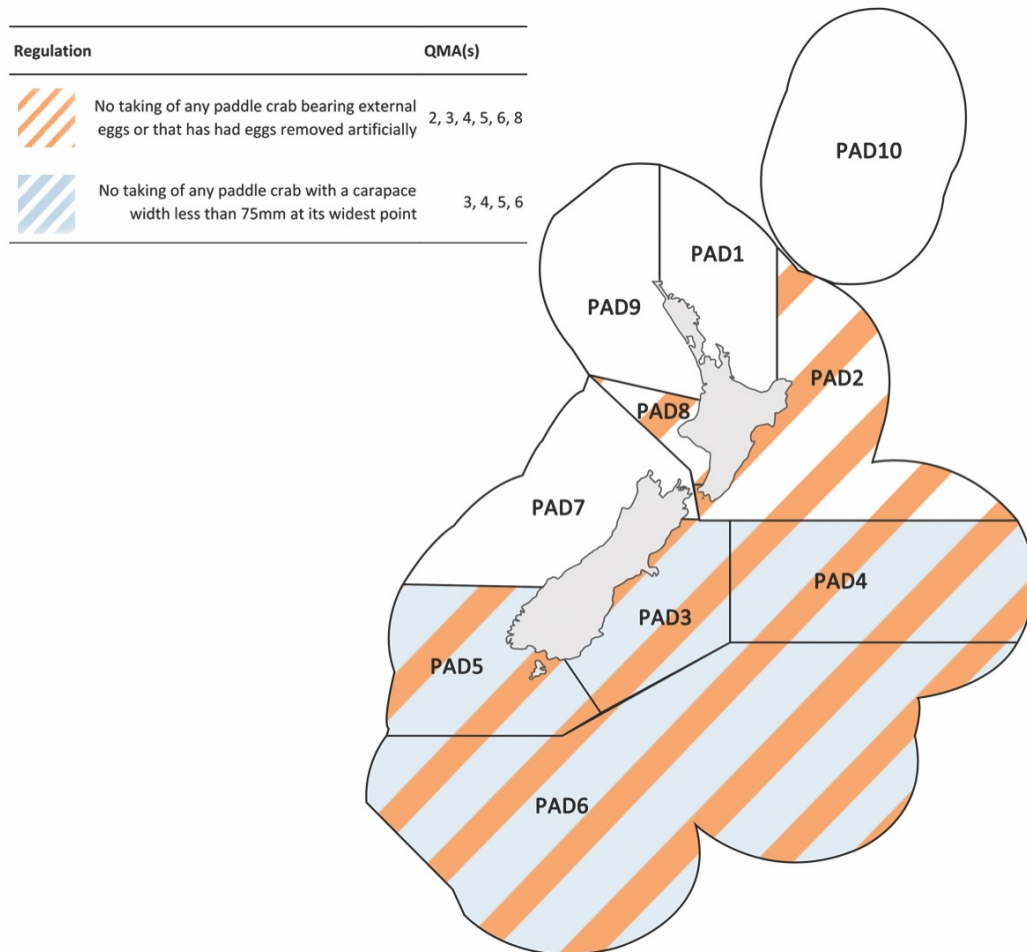 Regulation QMA(s)
No taking of any paddle crab bearing external
eggs or that has had eggs removed artificially
2, 3, 4, 5, 6, 8
No taking of any paddle crab with a carapace
width less than 75mm at its widest point
3, 4, 5, 6
PAD10
PAD1
PAD9
PAD2
PAD8
PAD7
PAD4
PAD3
PAD5
PAD6